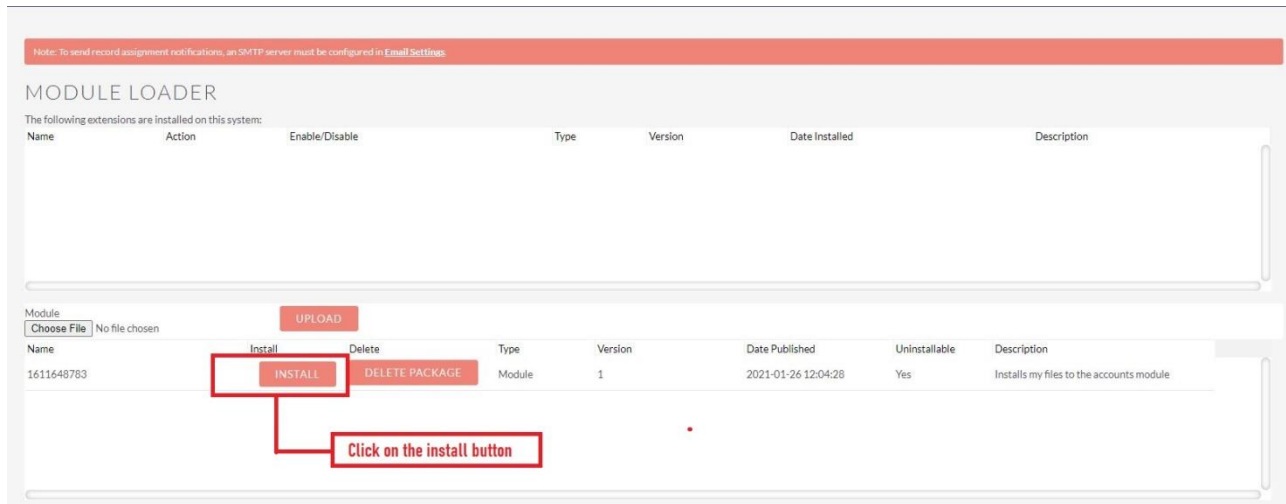 Note: To send record assignment notifications, an SMTP server must be configured in Email Settings.
MODULE LOADER
The following extensions are installed on this system:
Name Action Enable/Disable Type Version Date Installed Description
Module
Choose File No file chosen UPLOAD
Name Install Delete Type Version Date Published Uninstallable Description
1611648783 INSTALL DELETE PACKAGE Module 1 2021-01-26 12:04:28 Yes Installs my files to the accounts module
Click on the install button